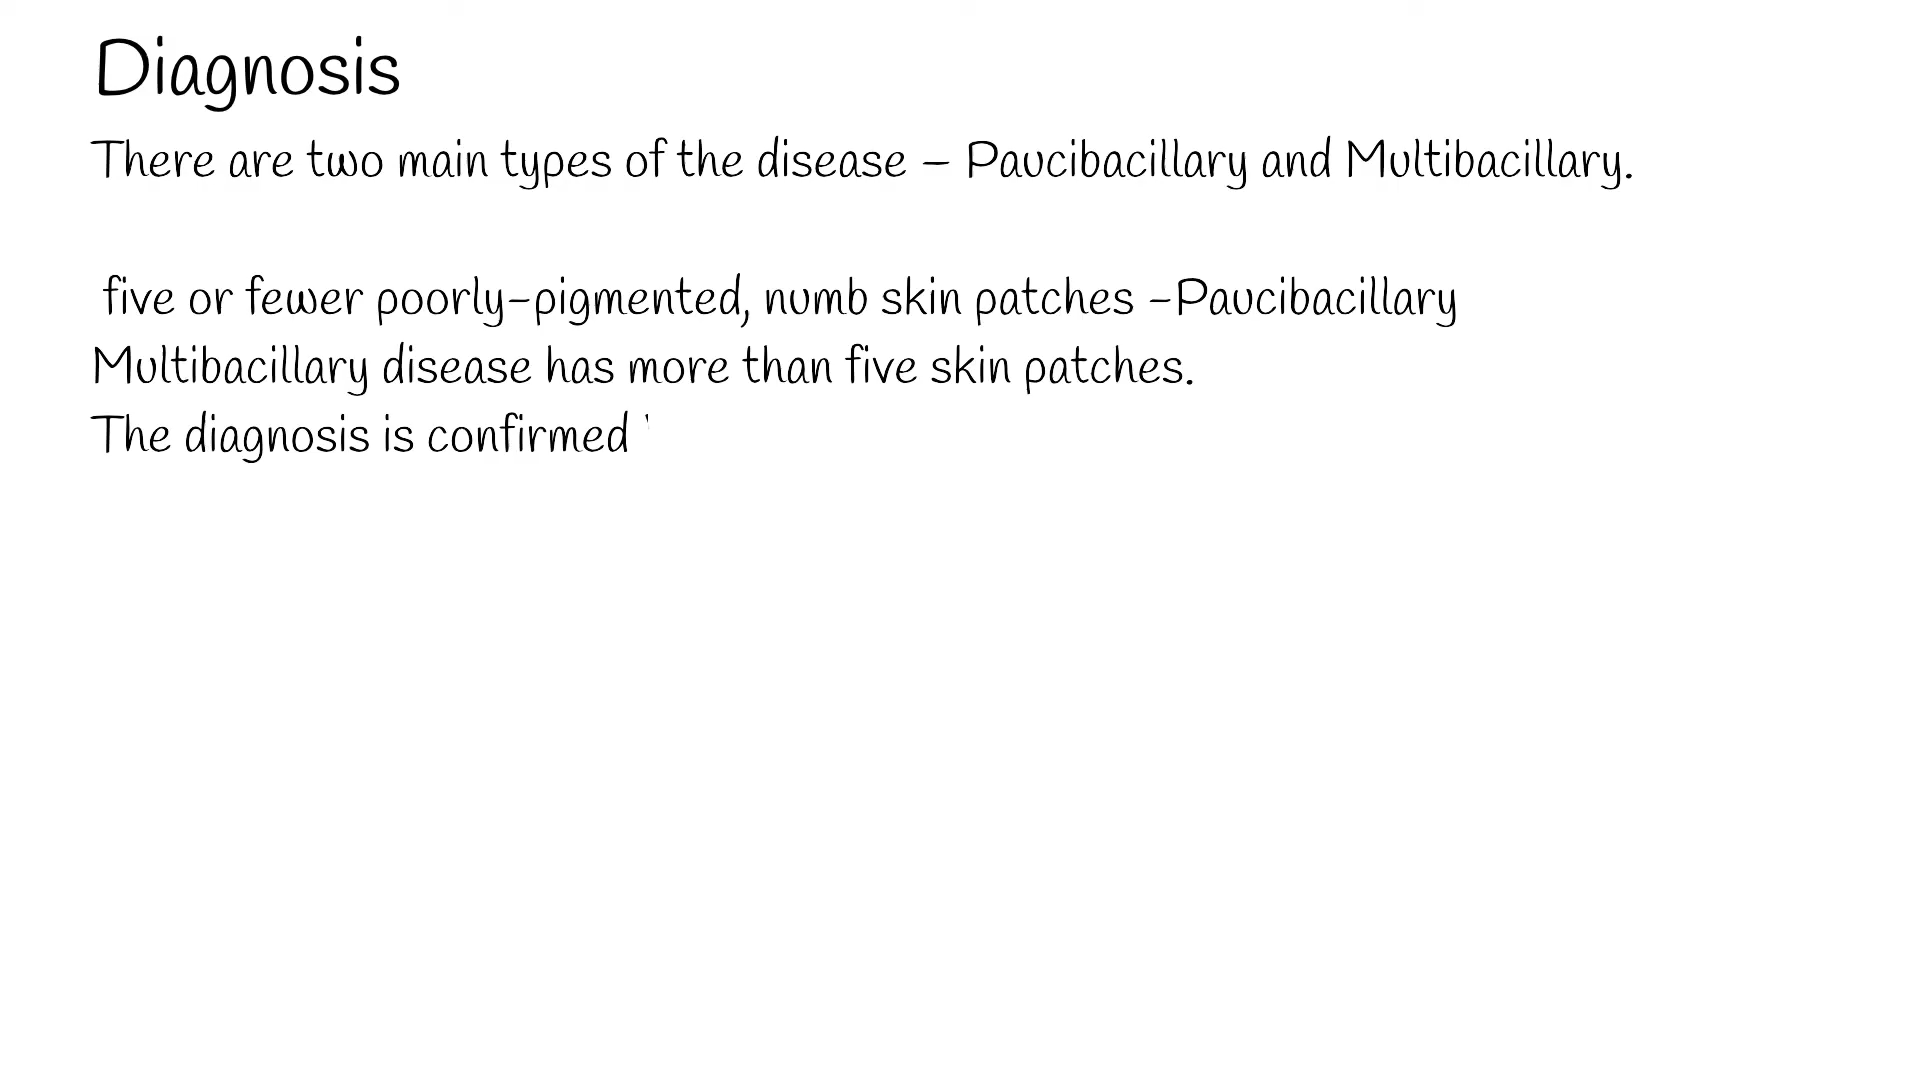 Diagnosis
There are two main types of the disease – Paucibacillary and Multibacillary.
five or fewer poorly-pigmented, numb skin patches -Paucibacillary
Multibacillary disease has more than five skin patches.
The diagnosis is confirmed